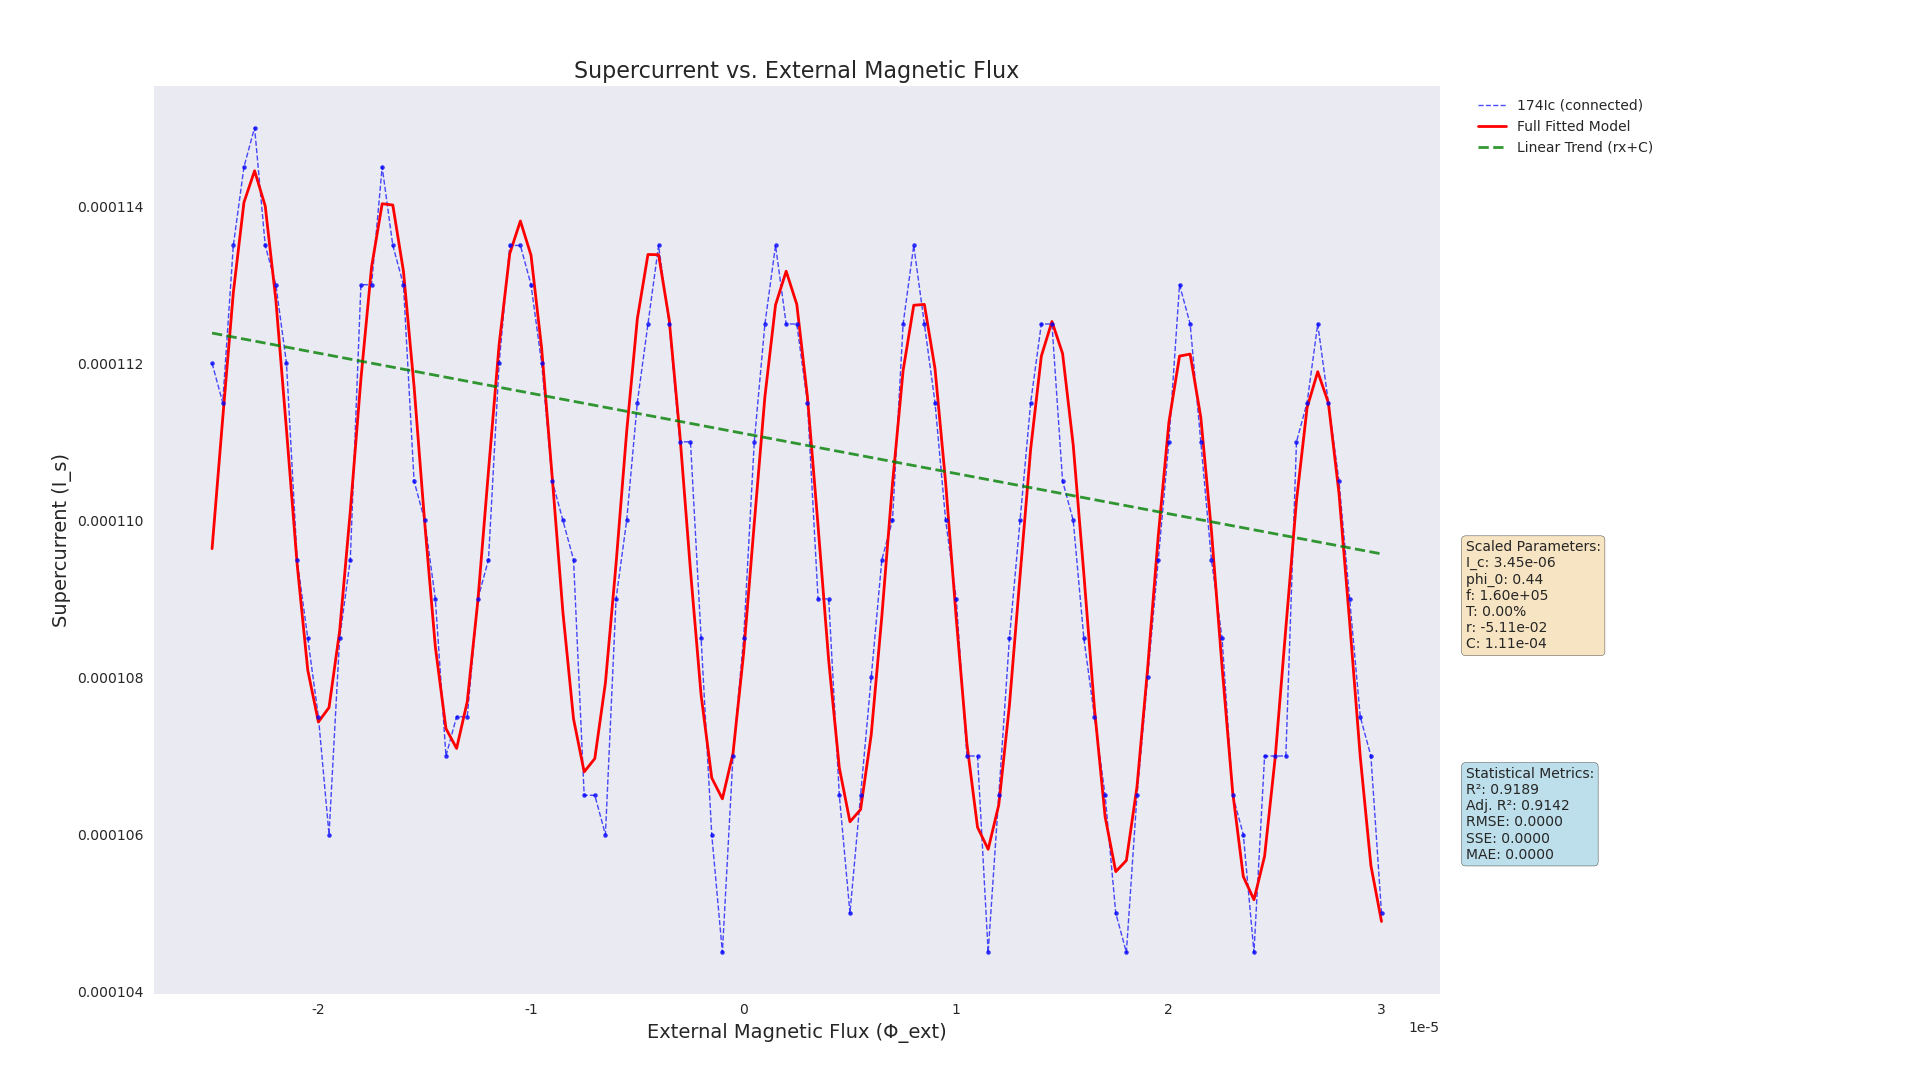 Supercurrent vs. External Magnetic Flux
174Ic (connected)
Full Fitted Model
Linear Trend (rx+C)
Supercurrent (I_s)
0.000114
0.000112
0.000110
0.000108
0.000106
0.000104
-2
-1
0
1
2
3
1e-5
External Magnetic Flux (Φ_ext)
Scaled Parameters:
I_c: 3.45e-06
phi_0: 0.44
f: 1.60e+05
T: 0.00%
r: -5.11e-02
C: 1.11e-04
Statistical Metrics:
R²: 0.9189
Adj. R²: 0.9142
RMSE: 0.0000
SSE: 0.0000
MAE: 0.0000